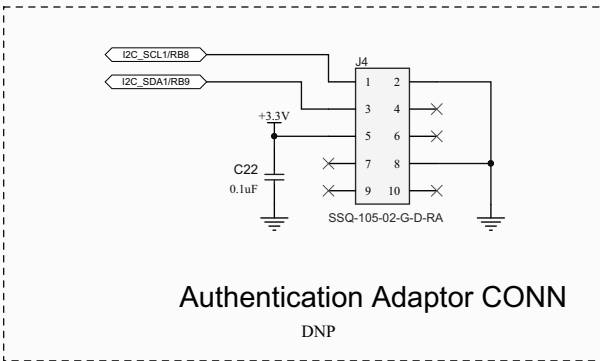 I2C_SCL1/RB8
J4
I2C_SDA1/RB9
1 2
3 4
+3.3V
5 6
C22
7 8
0.1uF
9 10
SSQ-105-02-G-D-RA
Authentication Adaptor CONN
DNP